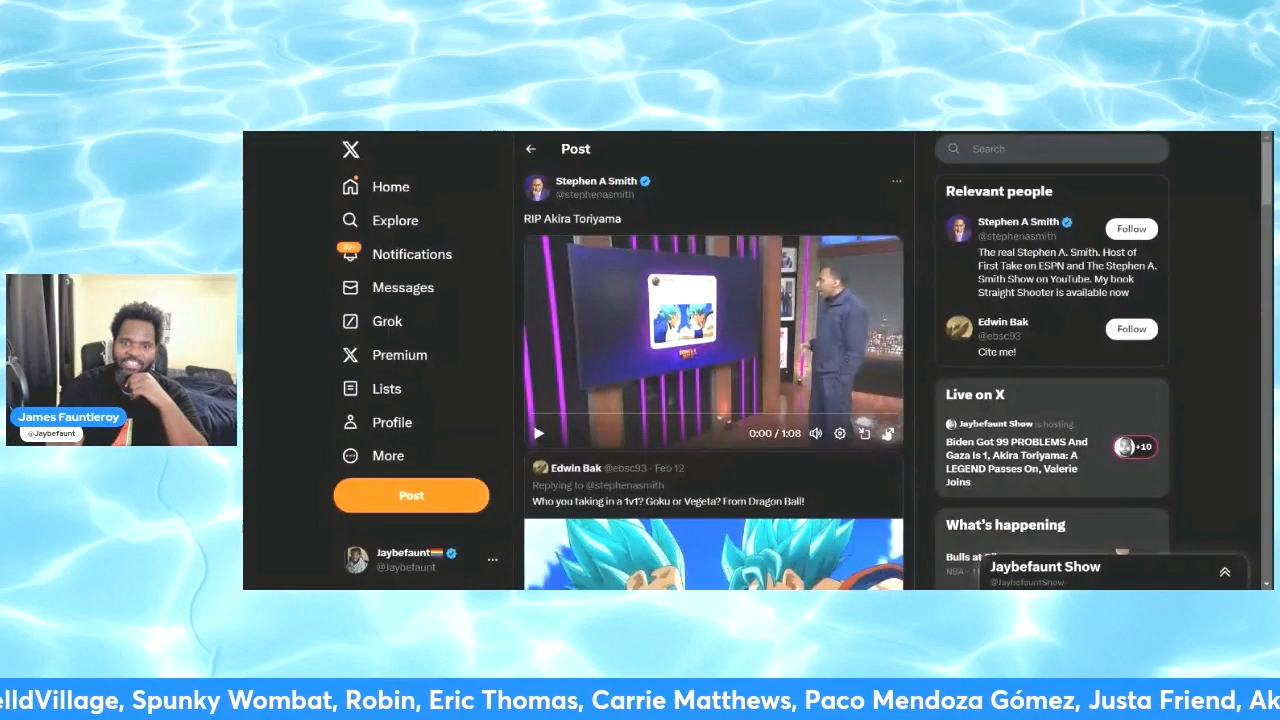 James Fauntleroy
@Jaybefaunt
X
Home
Explore
20+
Notifications
Messages
Grok
Premium
Lists
Profile
More
Post
Jaybefaunt
@Jaybefaunt
Post
Stephen A Smith
@stephenasmith
RIP Akira Toriyama
0:00 / 1:08
Edwin Bak @ebsc93 · Feb 12
Replying to @stephenasmith
Who you taking in a 1v1? Goku or Vegeta? From Dragon Ball!
Search
Relevant people
Stephen A Smith
@stephenasmith
Follow
The real Stephen A. Smith. Host of
First Take on ESPN and The Stephen A.
Smith Show on YouTube. My book
Straight Shooter is available now
Edwin Bak
@ebsc93
Follow
Cite me!
Live on X
Jaybefaunt Show is hosting
Biden Got 99 PROBLEMS And
Gaza Is 1, Akira Toriyama: A
LEGEND Passes On, Valerie
Joins
+10
What's happening
Bulls at
NBA
Jaybefaunt Show
@JaybefauntShow
elldVillage, Spunky Wombat, Robin, Eric Thomas, Carrie Matthews, Paco Mendoza Gómez, Justa Friend, Ak